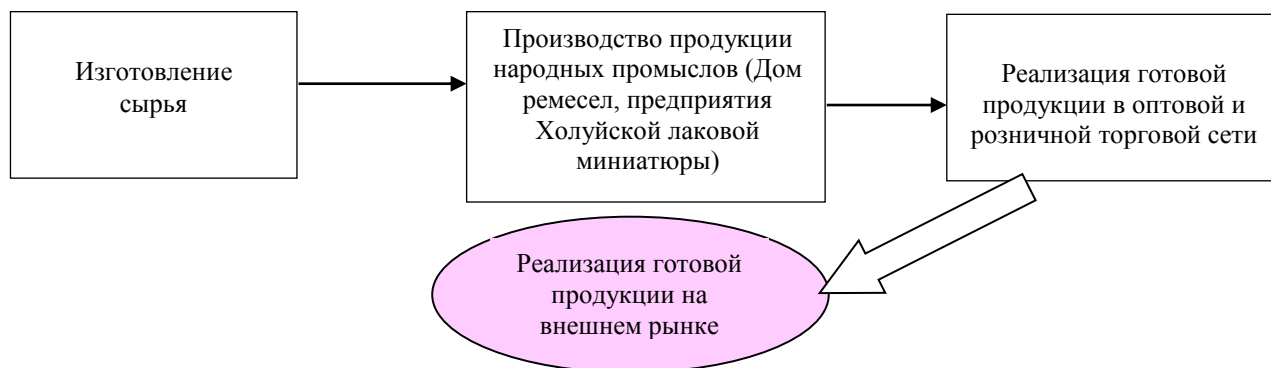 Изготовление
сырья
Производство продукции
народных промыслов (Дом
ремесел, предприятия
Холуйской лаковой
миниатюры)
Реализация готовой
продукции в оптовой и
розничной торговой сети
Реализация готовой
продукции на
внешнем рынке